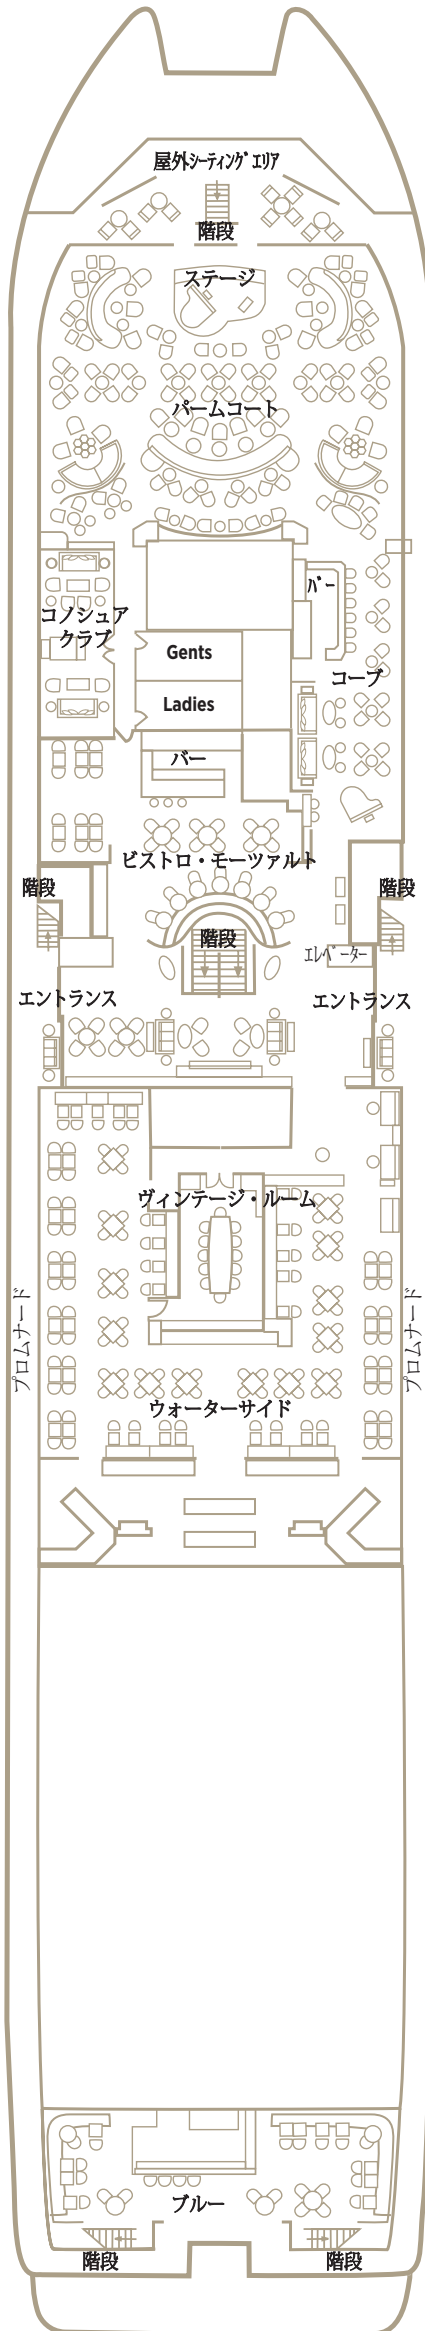 屋外シーティングエリア
階段
ステージ
パームコート
バー
コノシュア
クラブ
Gents
コーブ
Ladies
バー
ビストロ・モーツァルト
階段
階段
階段
エレベーター
エントランス
エントランス
ヴィンテージ・ルーム
プロムナード
プロムナード
ウォーターサイド
ブルー
階段
階段